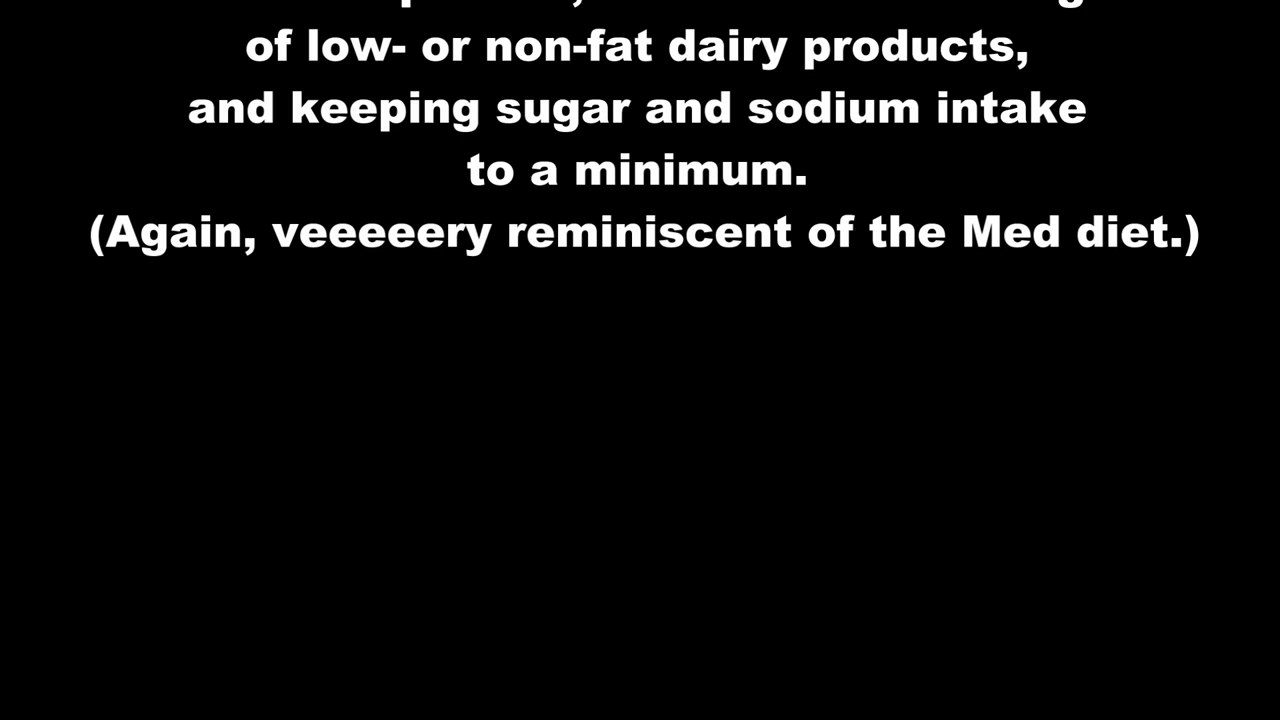 of low- or non-fat dairy products,
and keeping sugar and sodium intake
to a minimum.
(Again, veeeeery reminiscent of the Med diet.)